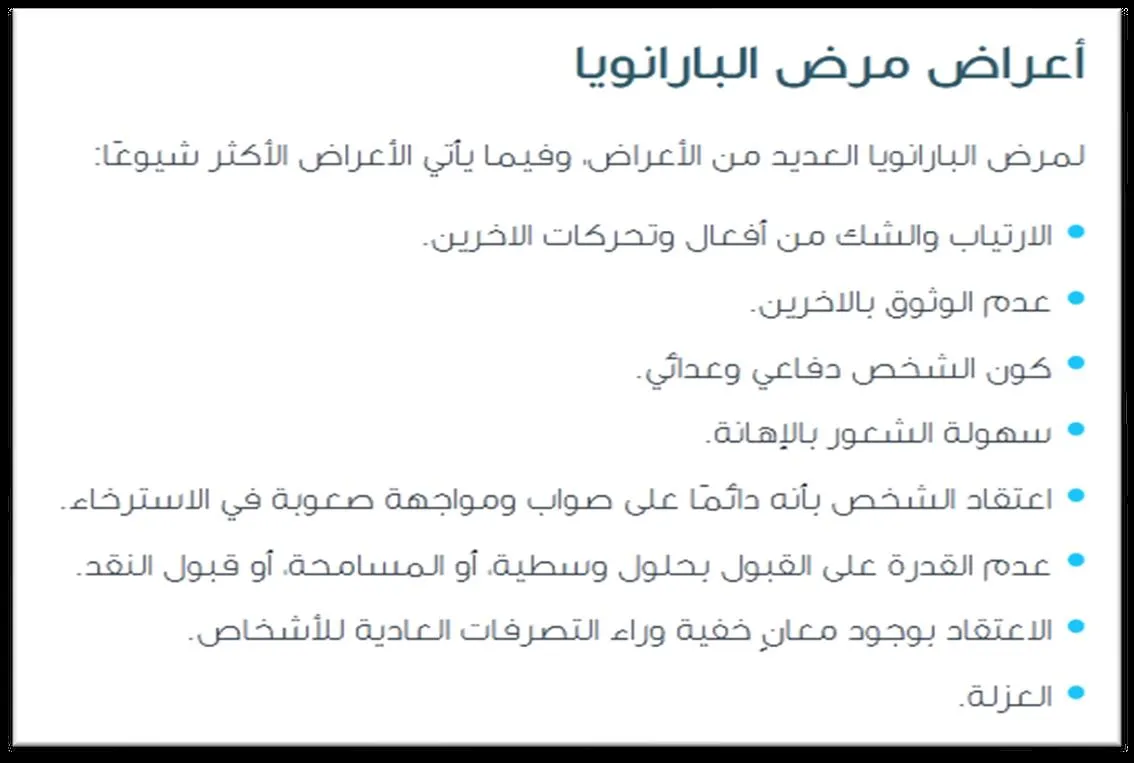 أعراض مرض البارانويا
لمرض البارانويا العديد من الأعراض، وفيما يأتي الأعراض الأكثر شيوعًا:
الارتياب والشك من أفعال وتحركات الاخرين.
عدم الوثوق بالاخرين.
كون الشخص دفاعي وعدائي.
سهولة الشعور بالإهانة.
اعتقاد الشخص بأنه دائمًا على صواب ومواجهة صعوبة في الاسترخاء.
عدم القدرة على القبول بحلول وسطية، أو المسامحة، أو قبول النقد.
الاعتقاد بوجود معانٍ خفية وراء التصرفات العادية للأشخاص.
العزلة.